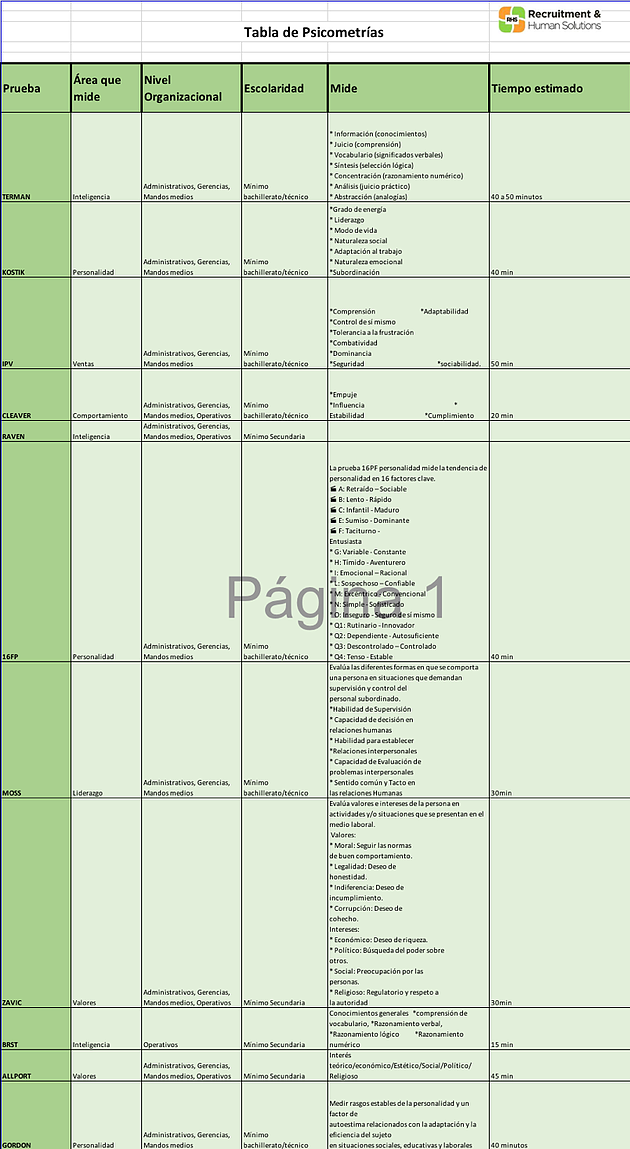 Tabla de Psicometrías
RHS
Recruitment &
Human Solutions
Prueba
Área que
mide
Nivel
Organizacional
Escolaridad
Mide
Tiempo estimado
TERMAN
Inteligencia
Administrativos, Gerencias,
Mandos medios
Mínimo
bachillerato/técnico
* Información (conocimientos)
* Juicio (comprensión)
* Vocabulario (significados verbales)
* Síntesis (selección lógica)
* Concentración (razonamiento numérico)
* Análisis (juicio práctico)
* Abstracción (analogías)
40 a 50 minutos
KOSTIK
Personalidad
Administrativos, Gerencias,
Mandos medios
Mínimo
bachillerato/técnico
*Grado de energía
* Liderazgo
* Modo de vida
* Naturaleza social
* Adaptación al trabajo
* Naturaleza emocional
*Subordinación
40 min
IPV
Ventas
Administrativos, Gerencias,
Mandos medios
Mínimo
bachillerato/técnico
*Comprensión *Adaptabilidad
*Control de sí mismo
*Tolerancia a la frustración
*Combatividad
*Dominancia
*Seguridad *sociabilidad.
50 min
CLEAVER
Comportamiento
Administrativos, Gerencias,
Mandos medios, Operativos
Mínimo
bachillerato/técnico
*Empuje
*Influencia *
Estabilidad *Cumplimiento
20 min
RAVEN
Inteligencia
Administrativos, Gerencias,
Mandos medios, Operativos
Mínimo Secundaria
16FP
Personalidad
Administrativos, Gerencias,
Mandos medios
Mínimo
bachillerato/técnico
La prueba 16PF personalidad mide la tendencia de
personalidad en 16 factores clave.
A: Retraído – Sociable
B: Lento - Rápido
C: Infantil - Maduro
E: Sumiso - Dominante
F: Taciturno -
Entusiasta
* G: Variable - Constante
* H: Tímido - Aventurero
* I: Emocional – Racional
* L: Sospechoso – Confiable
* M: Excéntrico - Convencional
* N: Simple - Sofisticado
* O: Inseguro - Seguro de sí mismo
* Q1: Rutinario - Innovador
* Q2: Dependiente - Autosuficiente
* Q3: Descontrolado – Controlado
* Q4: Tenso - Estable
40 min
Página 1
MOSS
Liderazgo
Administrativos, Gerencias,
Mandos medios
Mínimo
bachillerato/técnico
Evalúa las diferentes formas en que se comporta
una persona en situaciones que demandan
supervisión y control del
personal subordinado.
*Habilidad de Supervisión
* Capacidad de decisión en
relaciones humanas
* Habilidad para establecer
*Relaciones interpersonales
* Capacidad de Evaluación de
problemas interpersonales
* Sentido común y Tacto en
las relaciones Humanas
30min
ZAVIC
Valores
Administrativos, Gerencias,
Mandos medios, Operativos
Mínimo Secundaria
Evalúa valores e intereses de la persona en
actividades y/o situaciones que se presentan en el
medio laboral.
Valores:
* Moral: Seguir las normas
de buen comportamiento.
* Legalidad: Deseo de
honestidad.
* Indiferencia: Deseo de
incumplimiento.
* Corrupción: Deseo de
cohecho.
Intereses:
* Económico: Deseo de riqueza.
* Político: Búsqueda del poder sobre
otros.
* Social: Preocupación por las
personas.
* Religioso: Regulatorio y respeto a
la autoridad
30min
BRST
Inteligencia
Operativos
Mínimo Secundaria
Conocimientos generales *comprensión de
vocabulario, *Razonamiento verbal,
*Razonamiento lógico *Razonamiento
numérico
15 min
ALLPORT
Valores
Administrativos, Gerencias,
Mandos medios, Operativos
Mínimo Secundaria
Interés
teórico/económico/Estético/Social/Político/
Religioso
45 min
GORDON
Personalidad
Administrativos, Gerencias,
Mandos medios
Mínimo
bachillerato/técnico
Medir rasgos estables de la personalidad y un
factor de
autoestima relacionados con la adaptación y la
eficiencia del sujeto
en situaciones sociales, educativas y laborales
40 minutos